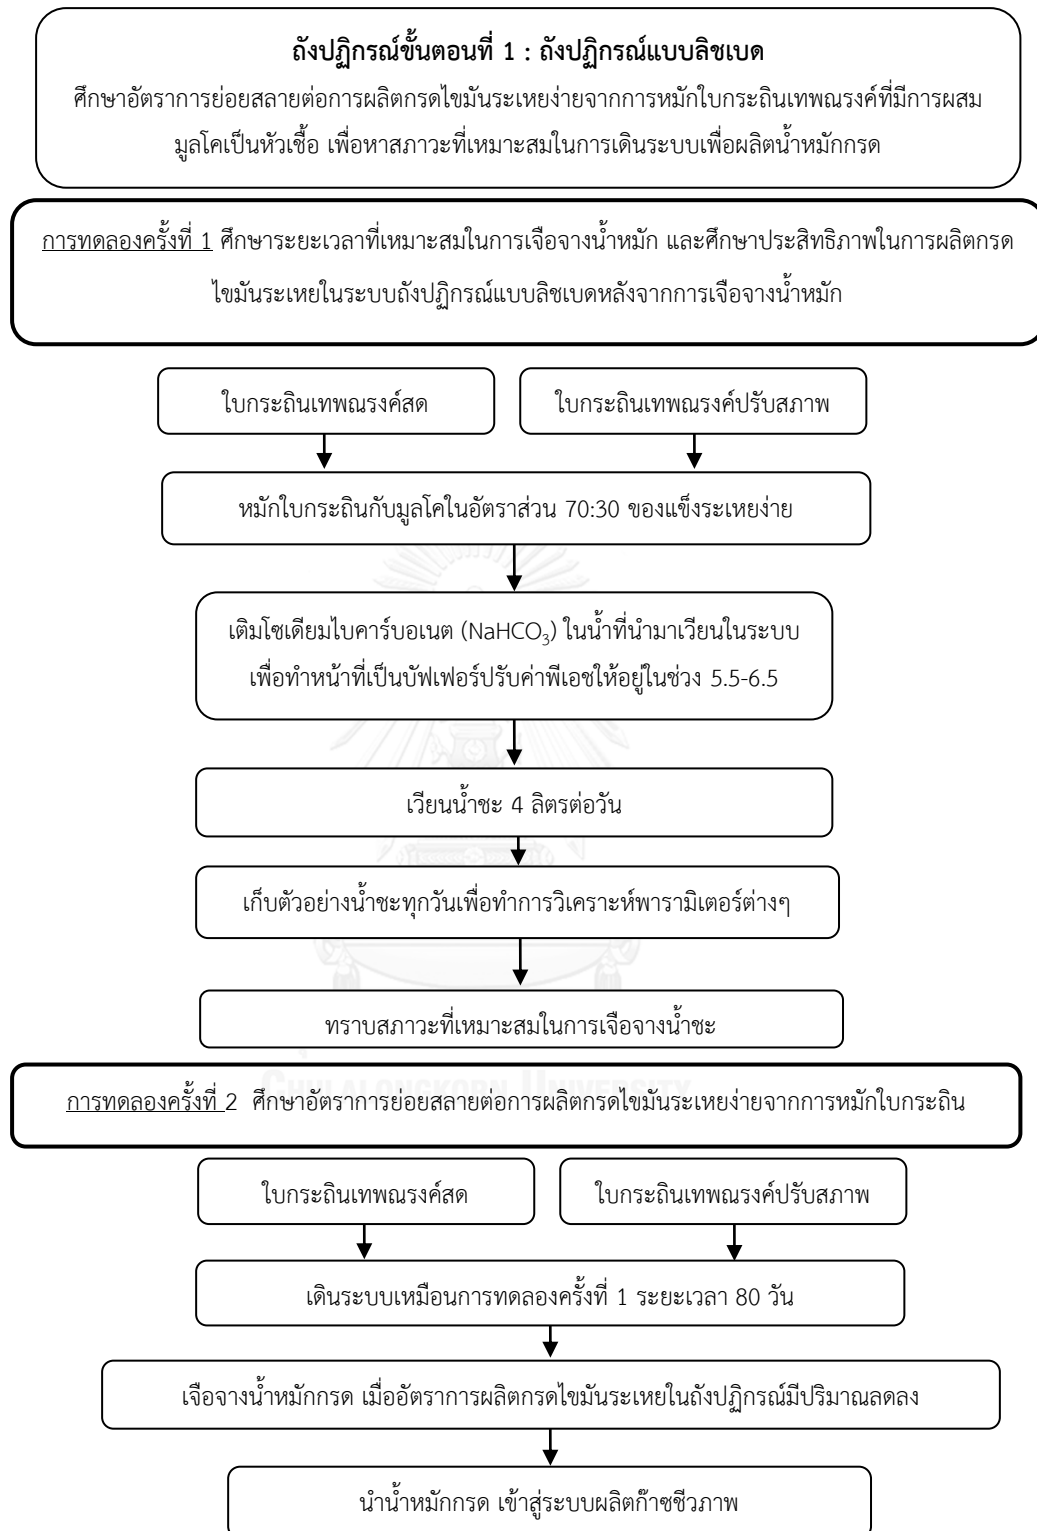 ถังปฏิกรณ์ขั้นตอนที่ 1 : ถังปฏิกรณ์แบบลิชเบด
ศึกษาอัตราการย่อยสลายต่อการผลิตกรดไขมันระเหยง่ายจากการหมักใบกระถินเทพณรงค์ที่มีการผสม
มูลโคเป็นหัวเชื้อ เพื่อหาสภาวะที่เหมาะสมในการเดินระบบเพื่อผลิตน้ำหมักกรด
การทดลองครั้งที่ 1 ศึกษาระยะเวลาที่เหมาะสมในการเจือจางน้ำหมัก และศึกษาประสิทธิภาพในการผลิตกรด
ไขมันระเหยในระบบถังปฏิกรณ์แบบลิชเบดหลังจากการเจือจางน้ำหมัก
ใบกระถินเทพณรงค์สด
ใบกระถินเทพณรงค์ปรับสภาพ
หมักใบกระถินกับมูลโคในอัตราส่วน 70:30 ของแข็งระเหยง่าย
เติมโซเดียมไบคาร์บอเนต (NaHCO₃) ในน้ำที่นำมาเวียนในระบบ
เพื่อทำหน้าที่เป็นบัฟเฟอร์ปรับค่าพีเอชให้อยู่ในช่วง 5.5-6.5
เวียนน้ำชะ 4 ลิตรต่อวัน
เก็บตัวอย่างน้ำชะทุกวันเพื่อทำการวิเคราะห์พารามิเตอร์ต่างๆ
ทราบสภาวะที่เหมาะสมในการเจือจางน้ำชะ
CHULALONGKORN UNIVERSITY
การทดลองครั้งที่ 2 ศึกษาอัตราการย่อยสลายต่อการผลิตกรดไขมันระเหยง่ายจากการหมักใบกระถิน
ใบกระถินเทพณรงค์สด
ใบกระถินเทพณรงค์ปรับสภาพ
เดินระบบเหมือนการทดลองครั้งที่ 1 ระยะเวลา 80 วัน
เจือจางน้ำหมักกรด เมื่ออัตราการผลิตกรดไขมันระเหยในถังปฏิกรณ์มีปริมาณลดลง
นำน้ำหมักกรด เข้าสู่ระบบผลิตก๊าซชีวภาพ